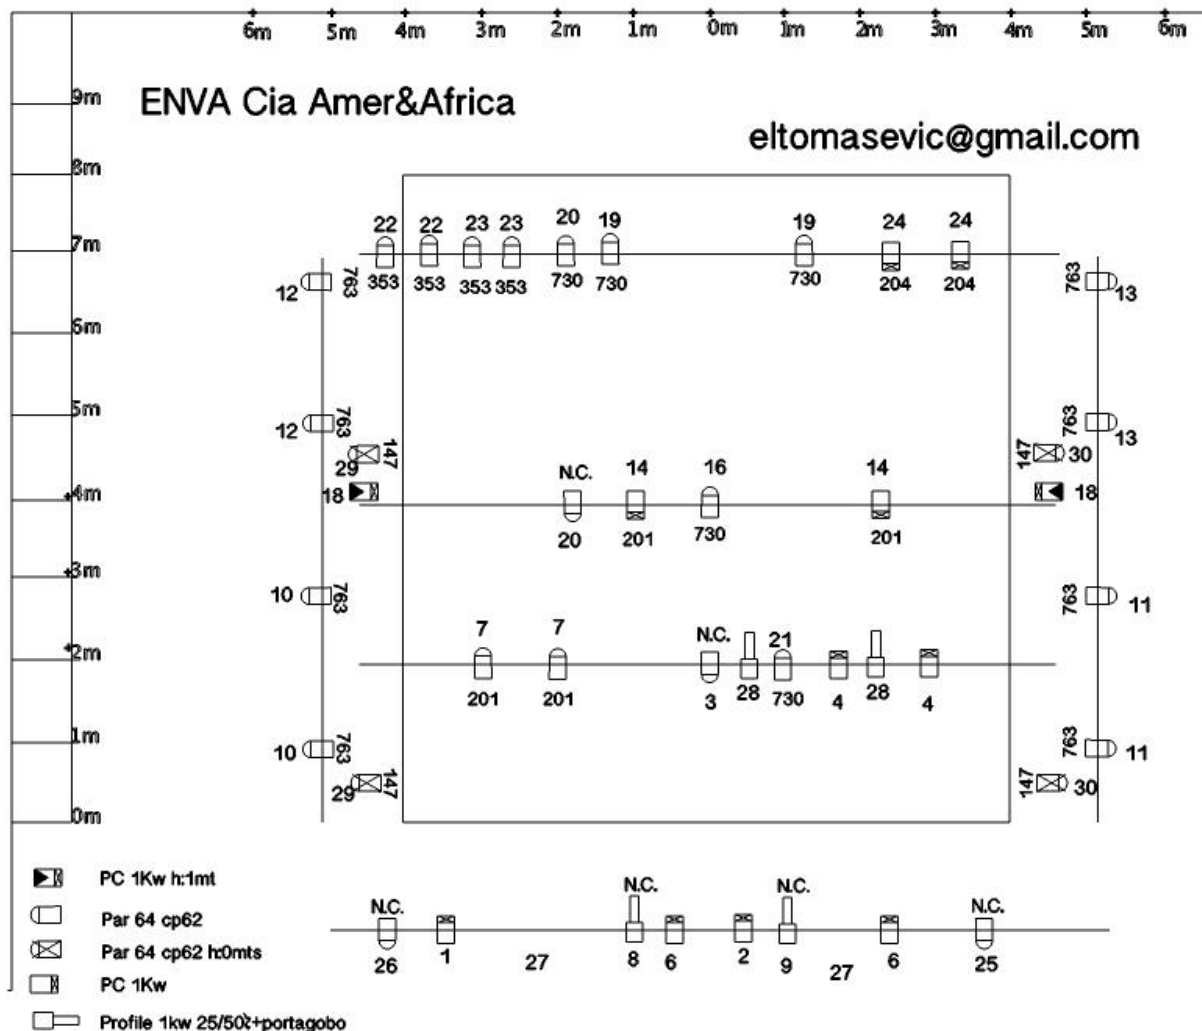 6m 5m 4m 3m 2m 1m 0m 1m 2m 3m 4m 5m 6m
9m
ENVA Cia Amer&Africa
eltomasevic@gmail.com
8m
22 22 23 23 20 19 19 24 24
7m
353 353 353 353 730 730 730 204 204
12 763 763 13
6m
5m
12 763 763 13
29 147 147 30
N.C. 14 16 14
18 18
4m
20 201 730 201
3m
10 763 763 11
7 7 N.C. 21
2m
201 201 3 28 730 4 28 4
1m
10 763 763 11
29 147 147 30
0m
PC 1Kw h:1mt
Par 64 cp62
Par 64 cp62 h:0mts
PC 1Kw
Profile 1kw 25/50º+portagobo
N.C. N.C. N.C. N.C.
26 1 27 8 6 2 9 27 6 25